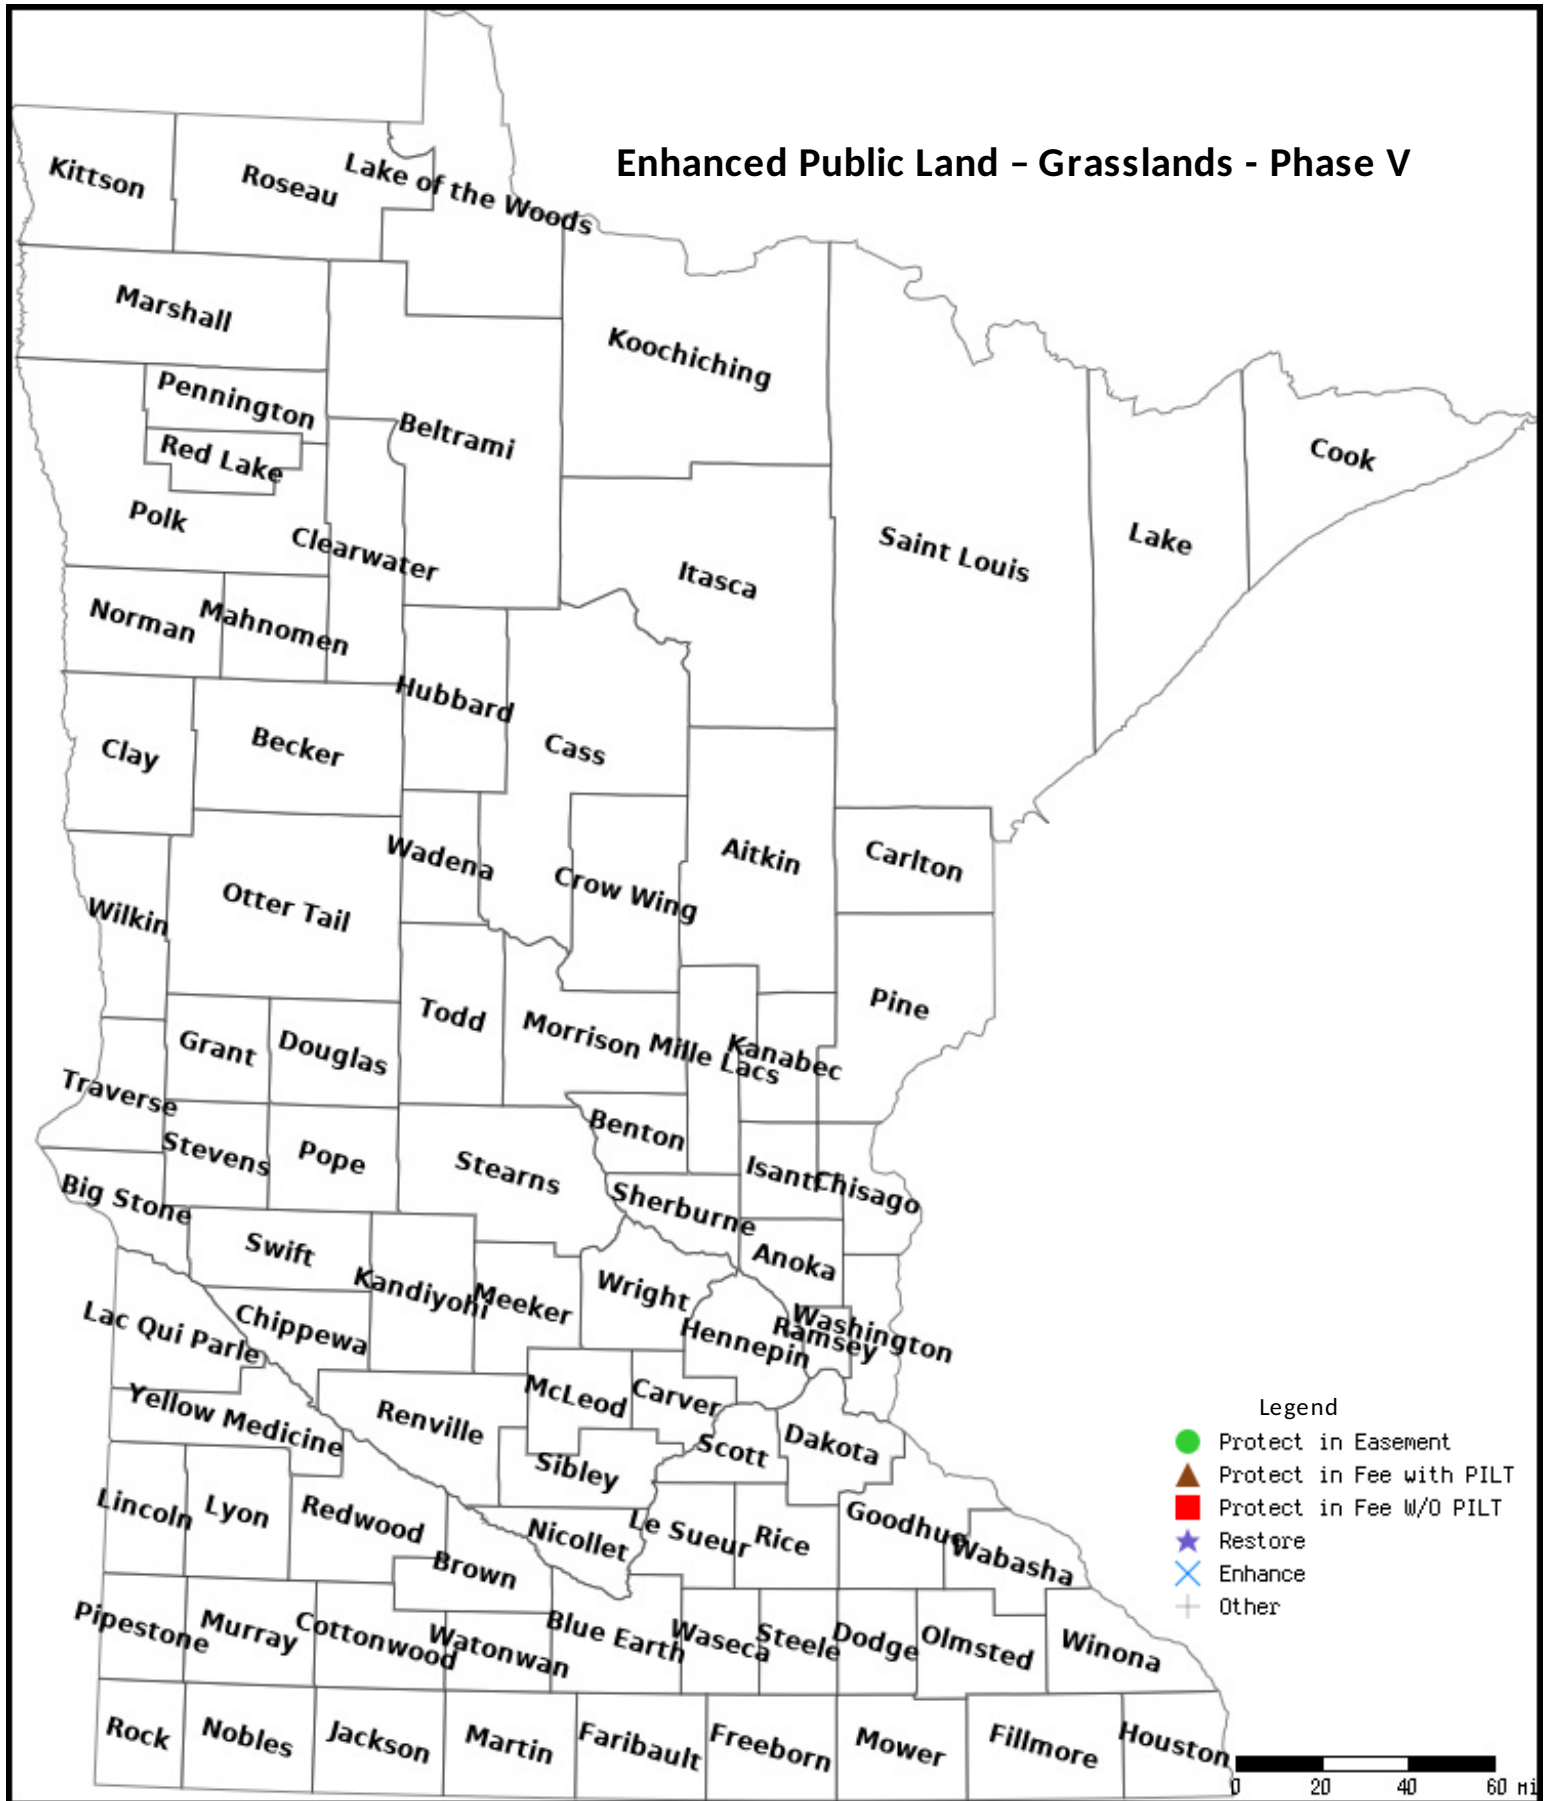 Enhanced Public Land – Grasslands - Phase V
Kittson
Roseau
Lake of the Woods
Marshall
Koochiching
Pennington
Beltrami
Red Lake
Cook
Polk
Clearwater
Saint Louis
Lake
Itasca
Norman
Mahnomen
Hubbard
Clay
Becker
Cass
Wadena
Aitkin
Carlton
Crow Wing
Otter Tail
Wilkin
Pine
Todd
Morrison
Mille Lacs
Kanabec
Grant
Douglas
Traverse
Benton
Stevens
Pope
Stearns
Isanti
Chisago
Big Stone
Sherburne
Swift
Anoka
Kandiyohi
Meeker
Wright
Lac Qui Parle
Chippewa
Hennepin
Ramsey
Washington
Yellow Medicine
Renville
McLeod
Carver
Scott
Dakota
Sibley
Lincoln
Lyon
Redwood
Nicollet
Le Sueur
Rice
Goodhue
Wabasha
Brown
Pipestone
Murray
Cottonwood
Watonwan
Blue Earth
Waseca
Steele
Dodge
Olmsted
Winona
Rock
Nobles
Jackson
Martin
Faribault
Freeborn
Mower
Fillmore
Houston
Legend
Protect in Easement
Protect in Fee with PILT
Protect in Fee W/O PILT
Restore
Enhance
Other
0 20 40 60 mi